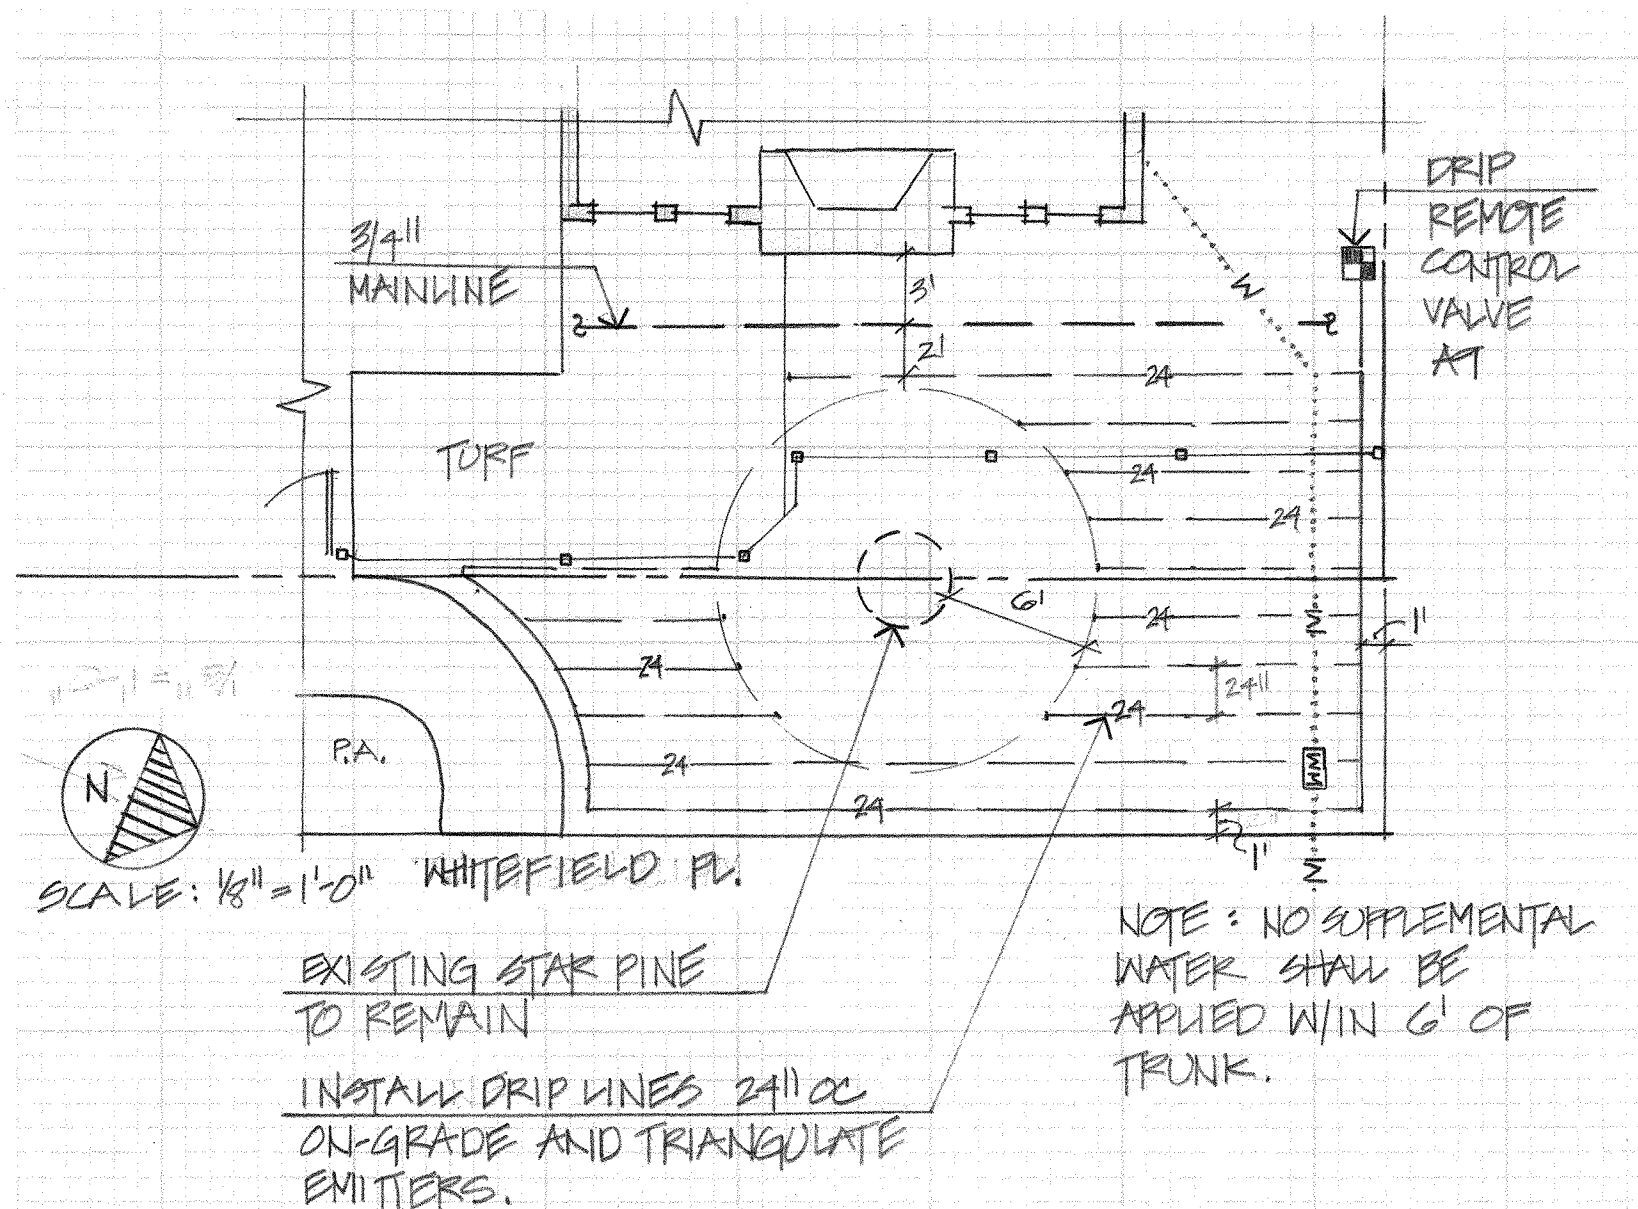 DRIP
REMOTE
CONTROL
VALVE
A9
3/4"
MAINLINE
3'
2'
24
TURF
24
24
6'
24
1'
24
24"
24
P.A.
24
WM
24
N
1'
SCALE: 1/8" = 1'-0"
WHITEFIELD PL.
NOTE: NO SUPPLEMENTAL
WATER SHALL BE
APPLIED W/IN 6' OF
TRUNK.
EXISTING STAR PINE
TO REMAIN
INSTALL DRIP LINES 24" OC
ON-GRADE AND TRIANGULATE
EMITTERS.